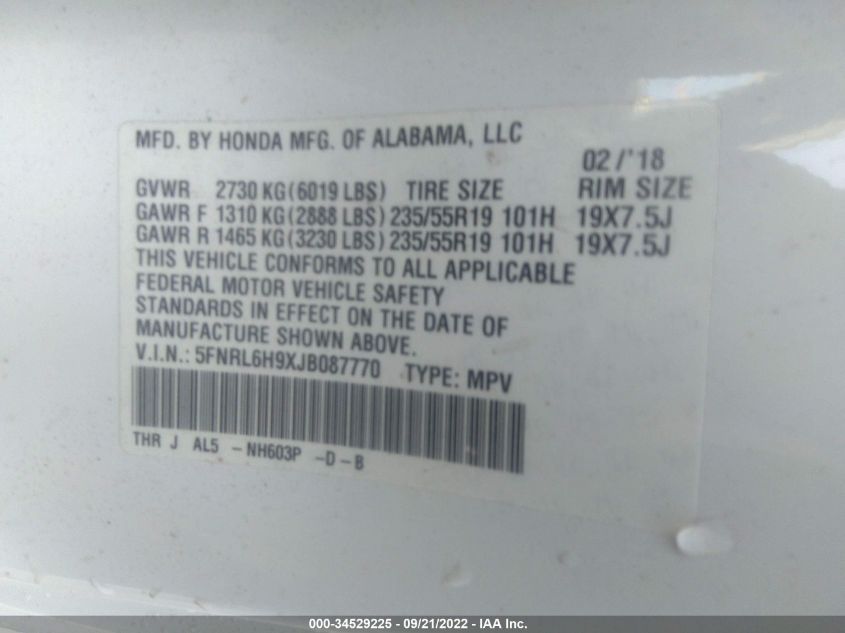 MFD. BY HONDA MFG. OF ALABAMA, LLC
02/'18
GVWR 2730 KG(6019 LBS) TIRE SIZE RIM SIZE
GAWR F 1310 KG(2888 LBS) 235/55R19 101H 19X7.5J
GAWR R 1465 KG(3230 LBS) 235/55R19 101H 19X7.5J
THIS VEHICLE CONFORMS TO ALL APPLICABLE
FEDERAL MOTOR VEHICLE SAFETY
STANDARDS IN EFFECT ON THE DATE OF
MANUFACTURE SHOWN ABOVE.
V.I.N.: 5FNRL6H9XJB087770 TYPE: MPV
THR J AL5 -NH603P -D-B
000-34529225 - 09/21/2022 - IAA Inc.